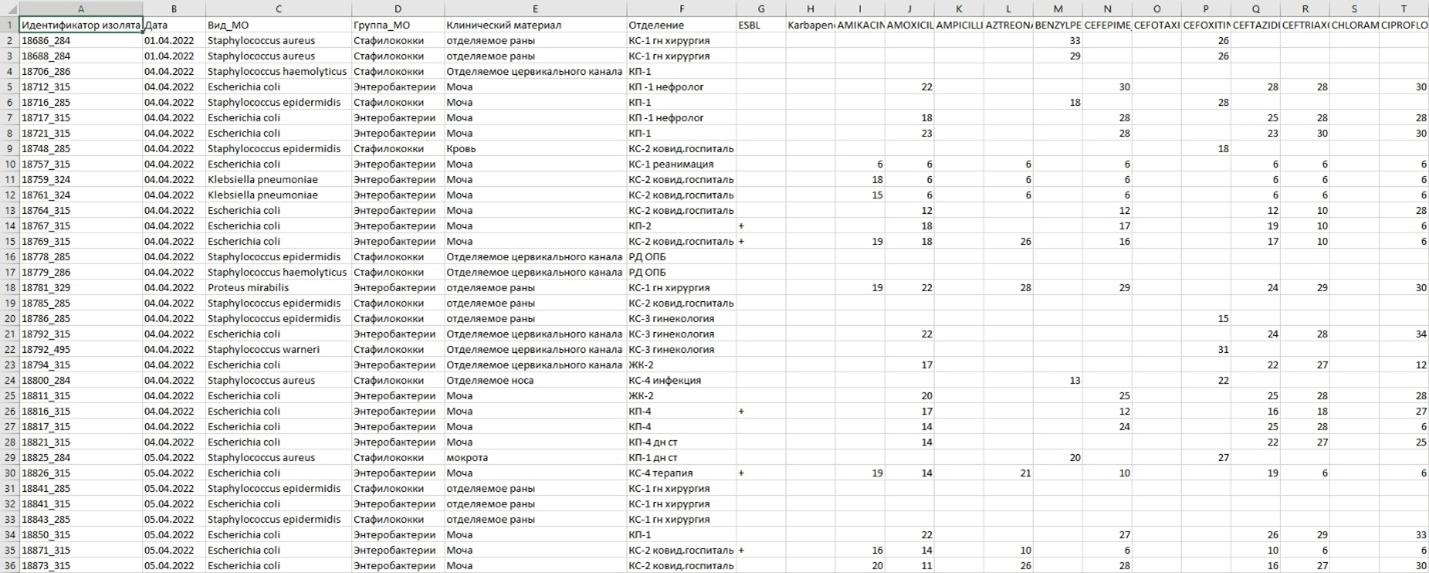 A B C D E F G H I J K L M N O P Q R S T
1 Идентификатор изолята Дата Вид_МО Группа_МО Клинический материал Отделение ESBL Karbapen AMIKACIN AMOXICIL AMPICILLI AZTREONA BENZYLPE CEFEPIME CEFOTAXI CEFOXITIN CEFTAZIDI CEFTRIAX CHLORAM CIPROFLO
2 18686_284 01.04.2022 Staphylococcus aureus Стафилококки отделяемое раны КС-1 гн хирургия 33 26
3 18688_284 01.04.2022 Staphylococcus aureus Стафилококки отделяемое раны КС-1 гн хирургия 29 26
4 18706_286 04.04.2022 Staphylococcus haemolyticus Стафилококки Отделяемое цервикального канала КП-1
5 18712_315 04.04.2022 Escherichia coli Энтеробактерии Моча КП -1 нефролог 22 30 28 28 30
6 18716_285 04.04.2022 Staphylococcus epidermidis Стафилококки Моча КП-1 18 28
7 18717_315 04.04.2022 Escherichia coli Энтеробактерии Моча КП -1 нефролог 18 28 25 28 28
8 18721_315 04.04.2022 Escherichia coli Энтеробактерии Моча КП-1 23 28 23 30 30
9 18748_285 04.04.2022 Staphylococcus epidermidis Стафилококки Кровь КС-2 ковид.госпиталь 18
10 18757_315 04.04.2022 Escherichia coli Энтеробактерии Моча КС-1 реанимация 6 6 6 6 6 6 6
11 18759_324 04.04.2022 Klebsiella pneumoniae Энтеробактерии Моча КС-2 ковид.госпиталь 18 6 6 6 6 6 6
12 18761_324 04.04.2022 Klebsiella pneumoniae Энтеробактерии Моча КС-2 ковид.госпиталь 15 6 6 6 6 6 6
13 18764_315 04.04.2022 Escherichia coli Энтеробактерии Моча КС-2 ковид.госпиталь 12 12 12 10 28
14 18767_315 04.04.2022 Escherichia coli Энтеробактерии Моча КП-2 + 18 17 19 10 6
15 18769_315 04.04.2022 Escherichia coli Энтеробактерии Моча КС-2 ковид.госпиталь + 19 18 26 16 17 10 6
16 18778_285 04.04.2022 Staphylococcus epidermidis Стафилококки Отделяемое цервикального канала РД ОПБ
17 18779_286 04.04.2022 Staphylococcus haemolyticus Стафилококки Отделяемое цервикального канала РД ОПБ
18 18781_329 04.04.2022 Proteus mirabilis Энтеробактерии отделяемое раны КС-1 гн хирургия 19 22 28 29 24 29 30
19 18785_285 04.04.2022 Staphylococcus epidermidis Стафилококки отделяемое раны КС-2 ковид.госпиталь
20 18786_285 04.04.2022 Staphylococcus epidermidis Стафилококки отделяемое раны КС-3 гинекология 15
21 18792_315 04.04.2022 Escherichia coli Энтеробактерии Отделяемое цервикального канала КС-3 гинекология 22 24 28 34
22 18792_495 04.04.2022 Staphylococcus warneri Стафилококки Отделяемое цервикального канала КС-3 гинекология 31
23 18794_315 04.04.2022 Escherichia coli Энтеробактерии Отделяемое цервикального канала ЖК-2 17 22 27 12
24 18800_284 04.04.2022 Staphylococcus aureus Стафилококки Отделяемое носа КС-4 инфекция 13 22
25 18811_315 04.04.2022 Escherichia coli Энтеробактерии Моча ЖК-2 20 25 25 28 28
26 18816_315 04.04.2022 Escherichia coli Энтеробактерии Моча КП-4 + 17 12 16 18 27
27 18817_315 04.04.2022 Escherichia coli Энтеробактерии Моча КП-4 14 24 25 28 6
28 18821_315 04.04.2022 Escherichia coli Энтеробактерии Моча КП-4 дн ст 14 22 27 25
29 18825_284 05.04.2022 Staphylococcus aureus Стафилококки мокрота КП-1 дн ст 20 27
30 18826_315 05.04.2022 Escherichia coli Энтеробактерии Моча КС-4 терапия + 19 14 21 10 19 6 6
31 18841_285 05.04.2022 Staphylococcus epidermidis Стафилококки отделяемое раны КС-1 гн хирургия
32 18841_315 05.04.2022 Escherichia coli Энтеробактерии отделяемое раны КС-1 гн хирургия
33 18843_285 05.04.2022 Staphylococcus epidermidis Стафилококки отделяемое раны КС-1 гн хирургия
34 18850_315 05.04.2022 Escherichia coli Энтеробактерии Моча КП-1 22 27 26 29 33
35 18871_315 05.04.2022 Escherichia coli Энтеробактерии Моча КС-2 ковид.госпиталь + 16 14 10 6 10 6 6
36 18873_315 05.04.2022 Escherichia coli Энтеробактерии Моча КС-2 ковид.госпиталь 20 11 26 28 16 27 30